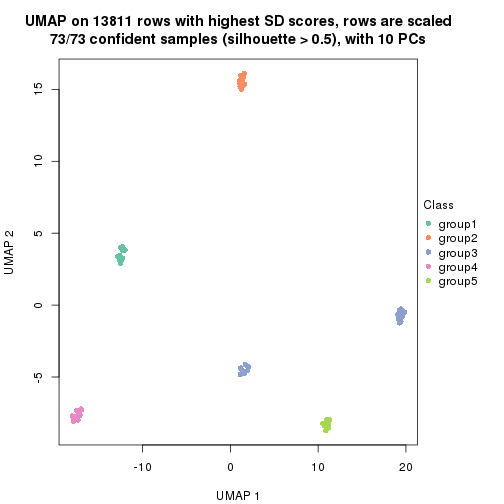 UMAP on 13811 rows with highest SD scores, rows are scaled
73/73 confident samples (silhouette > 0.5), with 10 PCs
15
10
5
0
-5
UMAP 2
-10
0
10
20
UMAP 1
Class
group1
group2
group3
group4
group5